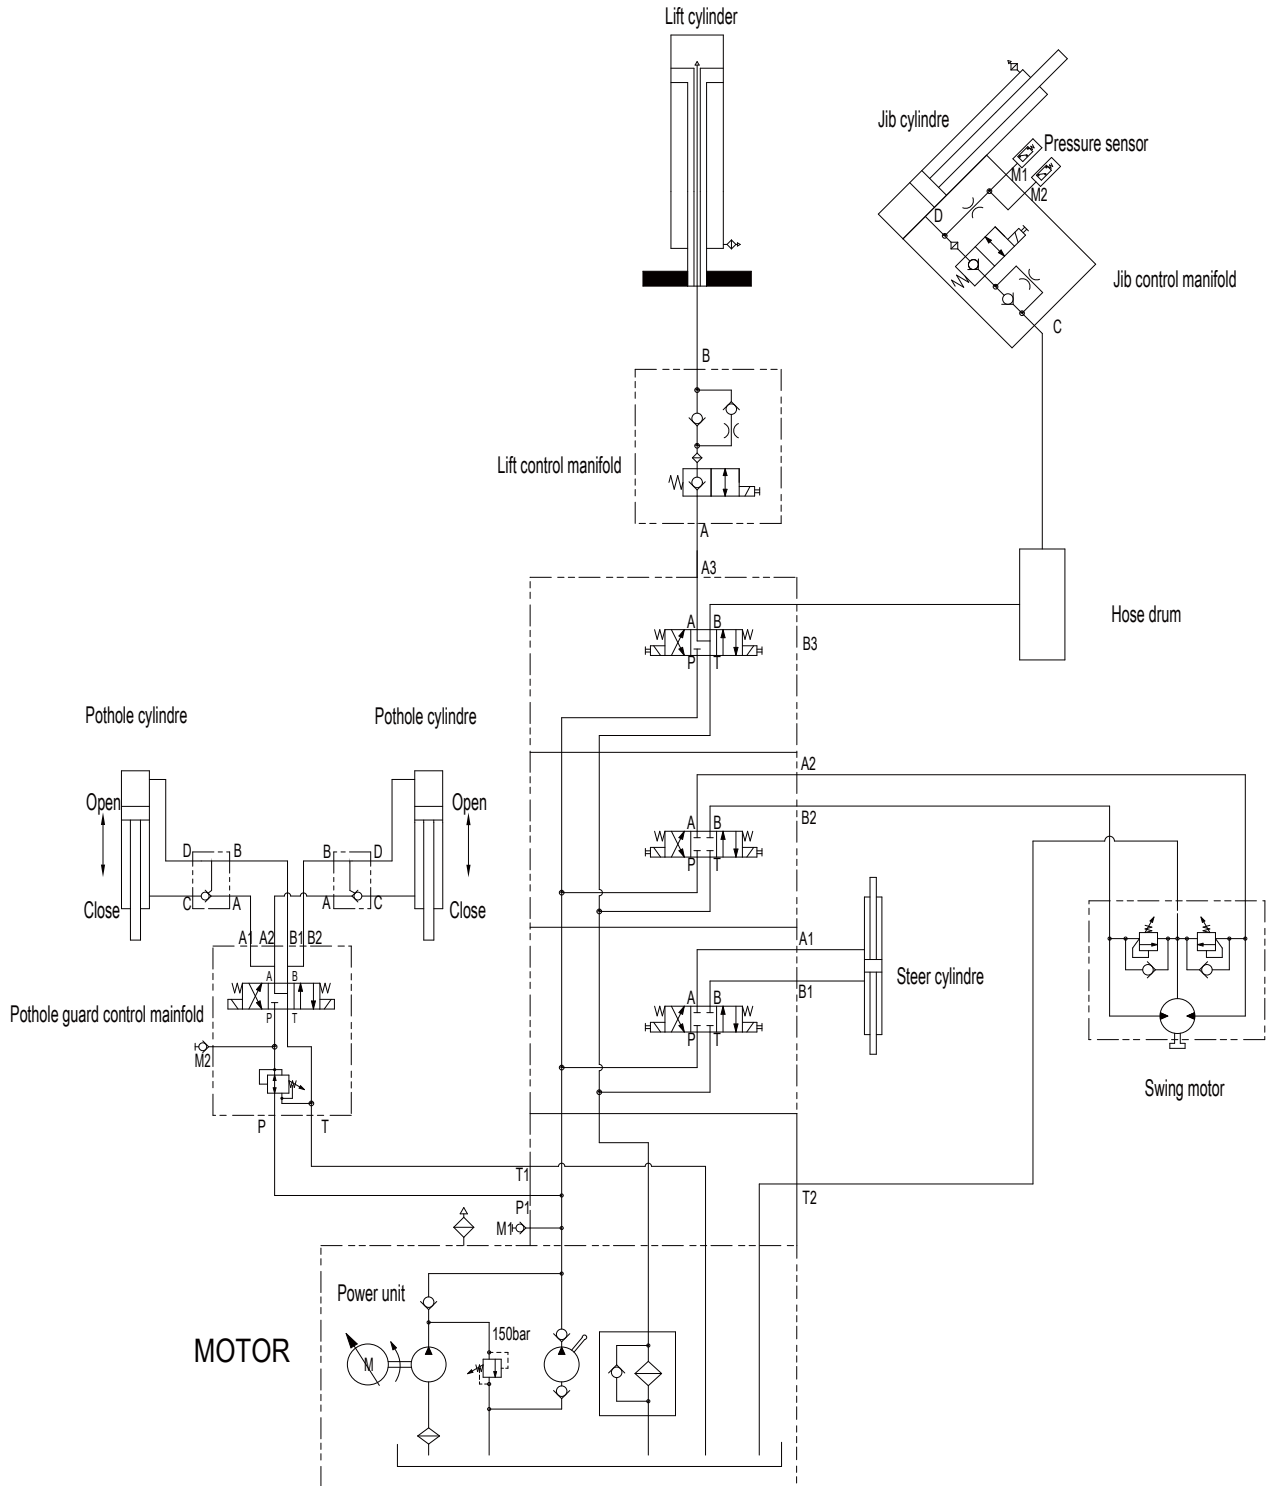 Lift cylinder
Jib cylindre
Pressure sensor
M1
M2
D
Jib control manifold
C
B
Lift control manifold
A
A3
A B
P T
B3
Hose drum
Pothole cylindre
Pothole cylindre
A2
Open
Open
B2
A B
P T
D B
B D
C A
A C
Close
Close
A1 A2 B1 B2
A1
A B
Steer cylindre
B1
A B
P T
Pothole guard control mainfold
P T
M2
Swing motor
P
T
T1
P1
T2
M1
Power unit
150bar
MOTOR
M